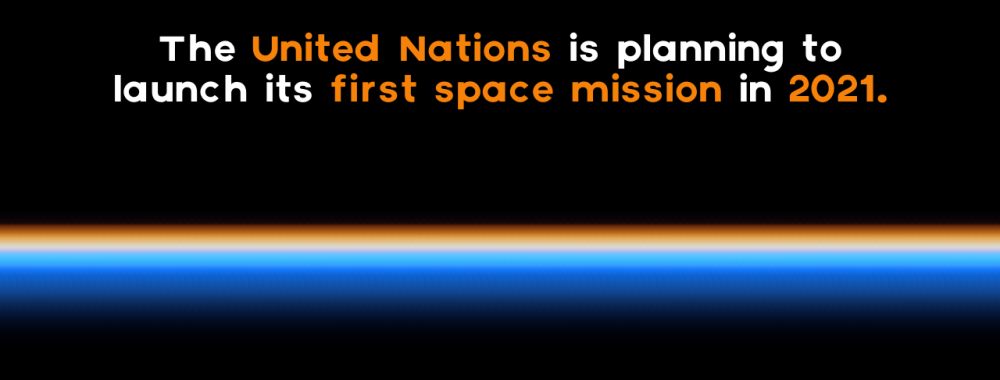 The United Nations is planning to
launch its first space mission in 2021.